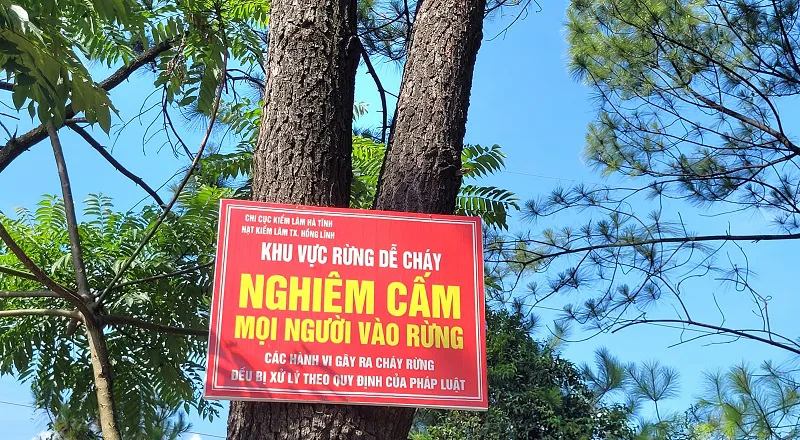 CHI CỤC KIỂM LÂM HÀ TĨNH
HẠT KIỂM LÂM TX. HỒNG LĨNH
KHU VỰC RỪNG DỄ CHÁY
NGHIÊM CẤM
MỌI NGƯỜI VÀO RỪNG
CÁC HÀNH VI GÂY RA CHÁY RỪNG
ĐỀU BỊ XỬ LÝ THEO QUY ĐỊNH CỦA PHÁP LUẬT